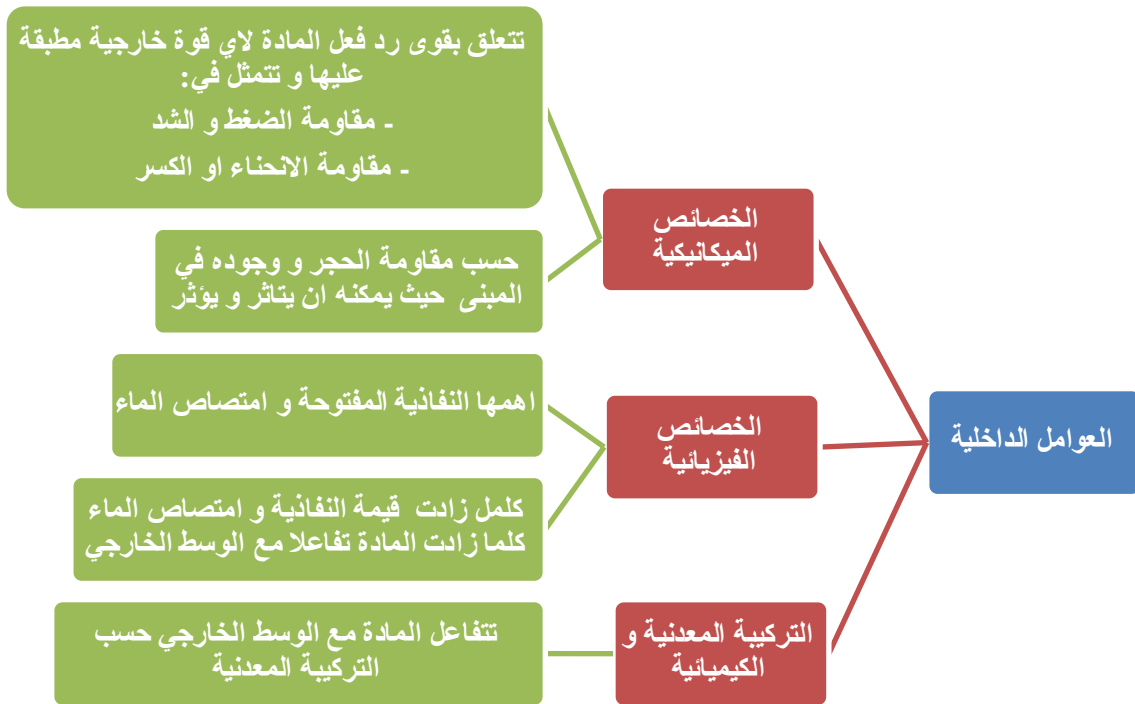 العوامل الداخلية
الخصائص
الميكانيكية
تتعلق بقوى رد فعل المادة لاي قوة خارجية مطبقة
عليها و تتمثل في:
- مقاومة الضغط و الشد
- مقاومة الانحناء او الكسر
حسب مقاومة الحجر و وجوده في
المبنى حيث يمكنه ان يتاثر و يؤثر
الخصائص
الفيزيائية
اهمها النفاذية المفتوحة و امتصاص الماء
كلمل زادت قيمة النفاذية و امتصاص الماء
كلما زادت المادة تفاعلا مع الوسط الخارجي
التركيبة المعدنية و
الكيميائية
تتفاعل المادة مع الوسط الخارجي حسب
التركيبة المعدنية